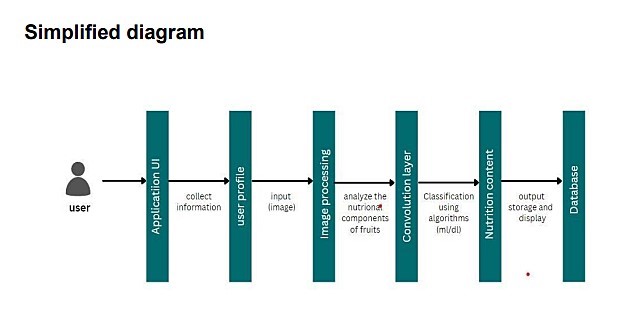 Simplified diagram
user
Applicatiion UI
collect
information
user profile
input
(image)
Image processing
analyze the
nutrional
components
of fruits
Convolution layer
Classification
using
algorithms
(ml/dl)
Nutrition content
output
storage and
display
Database